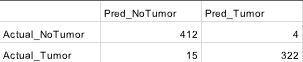 Pred_NoTumor Pred_Tumor
Actual_NoTumor 412 4
Actual_Tumor 15 322